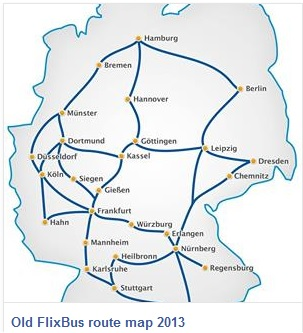 Hamburg
Bremen
Berlin
Hannover
Münster
Dortmund
Göttingen
Leipzig
Düsseldorf
Kassel
Dresden
Köln
Siegen
Chemnitz
Gießen
Frankfurt
Hahn
Würzburg
Erlangen
Mannheim
Nürnberg
Heilbronn
Karlsruhe
Regensburg
Stuttgart
Old FlixBus route map 2013